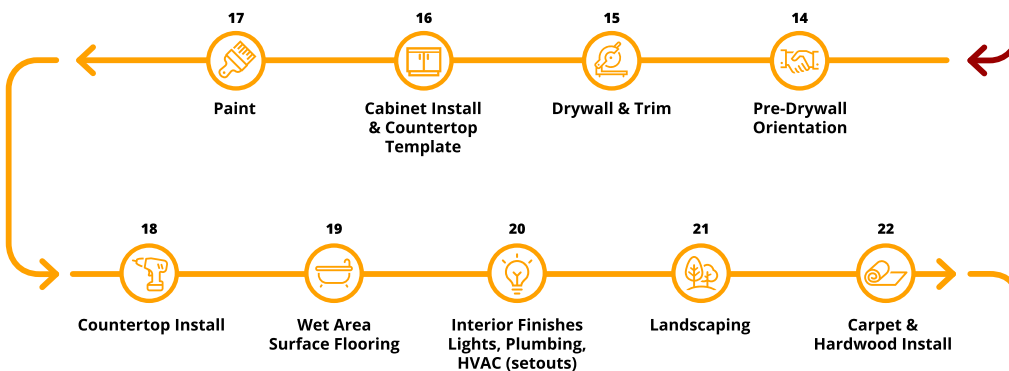 17
16
15
14
Paint
Cabinet Install
& Countertop
Template
Drywall & Trim
Pre-Drywall
Orientation
18
19
20
21
22
Countertop Install
Wet Area
Surface Flooring
Interior Finishes
Lights, Plumbing,
HVAC (setouts)
Landscaping
Carpet &
Hardwood Install